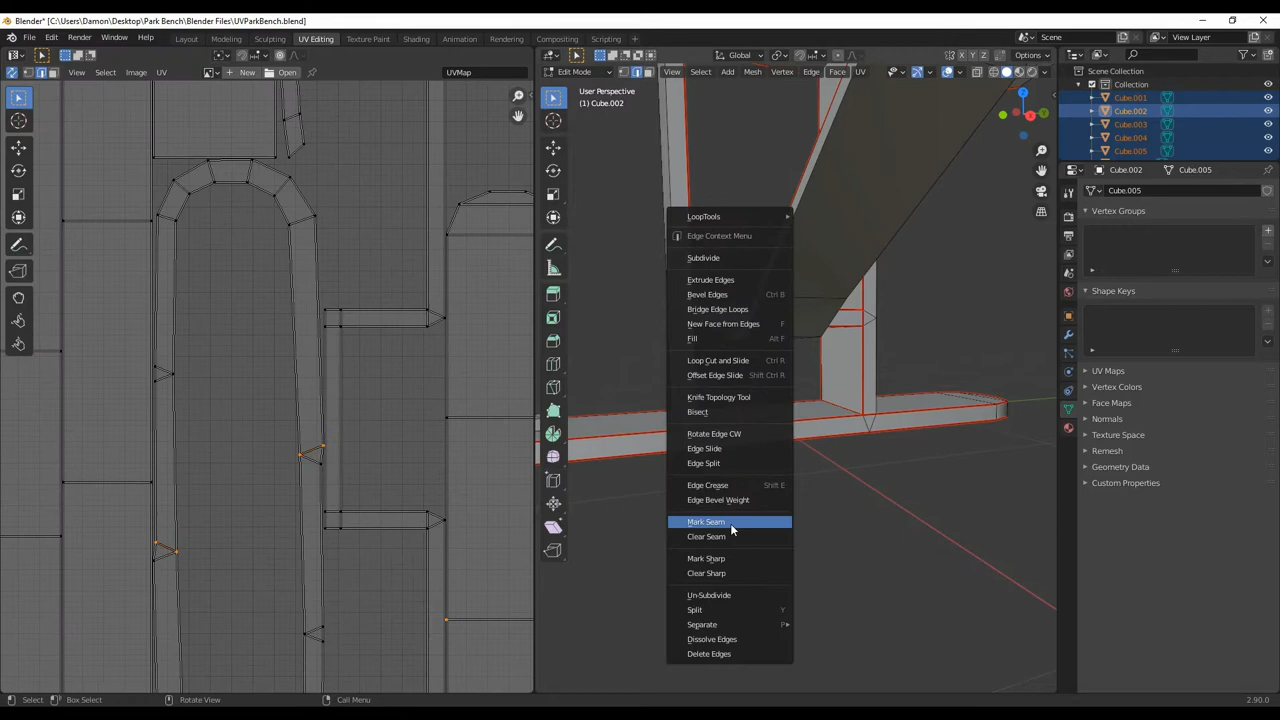 Blender* [C:\Users\Damon\Desktop\Park Bench\Blender Files\UVParkBench.blend]
File Edit Render Window Help
Layout Modeling Sculpting UV Editing Texture Paint Shading Animation Rendering Compositing Scripting
Scene
View Layer
Global
Options
View Select Image UV
New
Open
UVMap
Edit Mode
View Select Add Mesh Vertex Edge Face UV
User Perspective
(1) Cube.002
LoopTools
Edge Context Menu
Subdivide
Extrude Edges
Bevel Edges Ctrl B
Bridge Edge Loops
New Face from Edges F
Fill Alt F
Loop Cut and Slide Ctrl R
Offset Edge Slide Shift Ctrl R
Knife Topology Tool
Bisect
Rotate Edge CW
Edge Slide
Edge Split
Edge Crease Shift E
Edge Bevel Weight
Mark Seam
Clear Seam
Mark Sharp
Clear Sharp
Un-Subdivide
Split Y
Separate P
Dissolve Edges
Delete Edges
X Y Z
Scene Collection
Collection
Cube.001
Cube.002
Cube.003
Cube.004
Cube.005
Cube.002
Cube.005
Cube.005
Vertex Groups
Shape Keys
UV Maps
Vertex Colors
Face Maps
Normals
Texture Space
Remesh
Geometry Data
Custom Properties
Select
Box Select
Rotate View
Call Menu
2.90.0